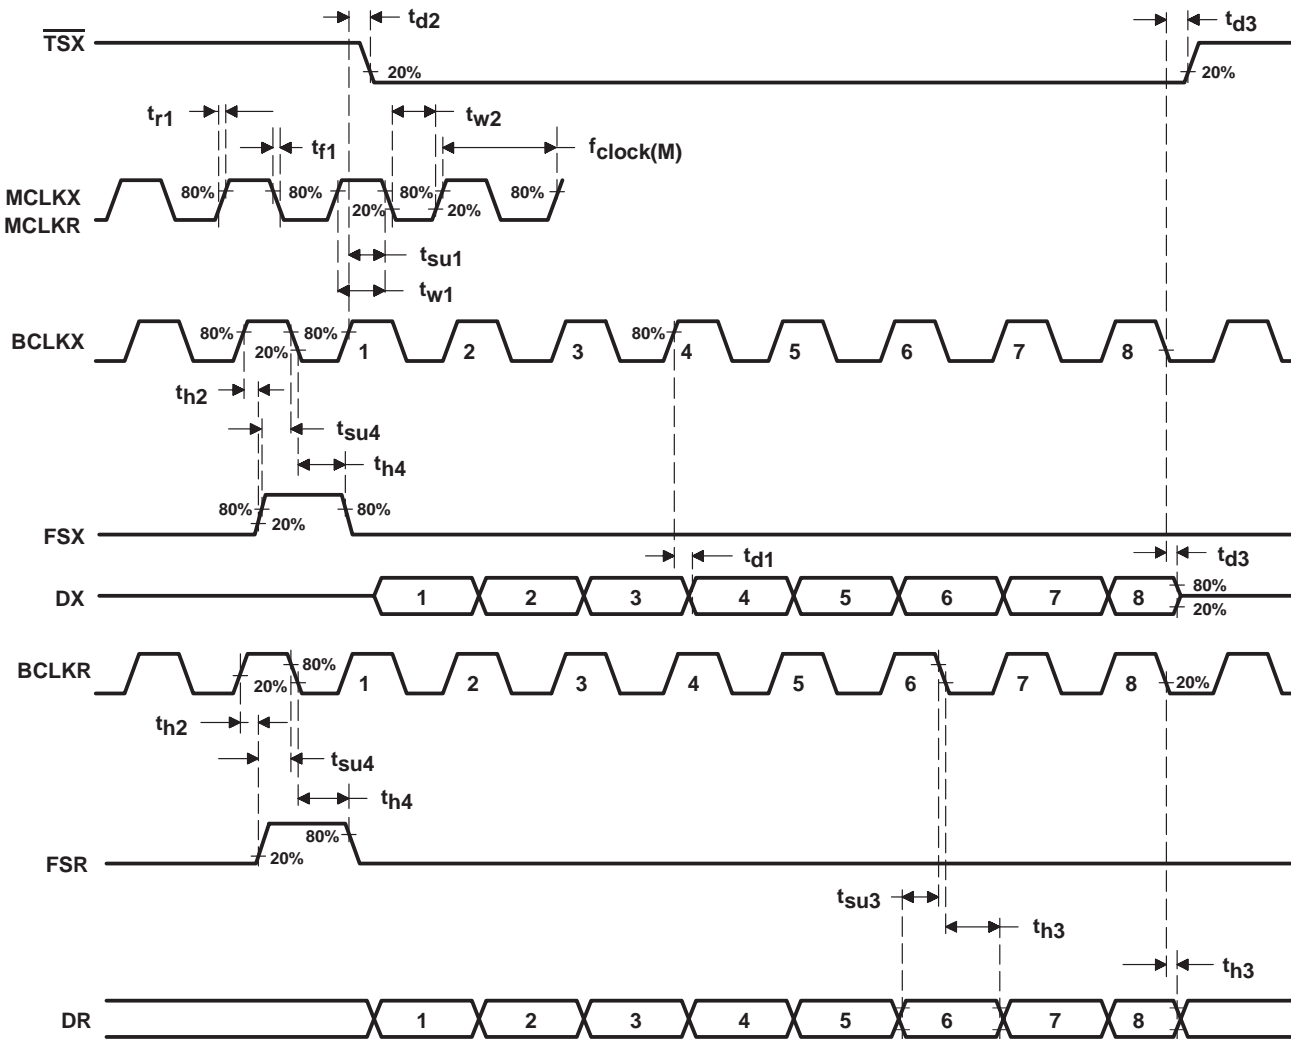 td2
td3
TSX
20%
20%
tr1
tw2
tf1
fclock(M)
MCLKX
MCLKR
80%
80%
20%
80%
20%
80%
tsu1
tw1
BCLKX
80%
20%
80%
1
2
3
80%
4
5
6
7
8
th2
tsu4
th4
80%
20%
80%
FSX
td1
td3
DX
1
2
3
4
5
6
7
8
80%
20%
BCLKR
20%
80%
1
2
3
4
5
6
7
8
20%
th2
tsu4
th4
80%
20%
FSR
tsu3
th3
th3
DR
1
2
3
4
5
6
7
8